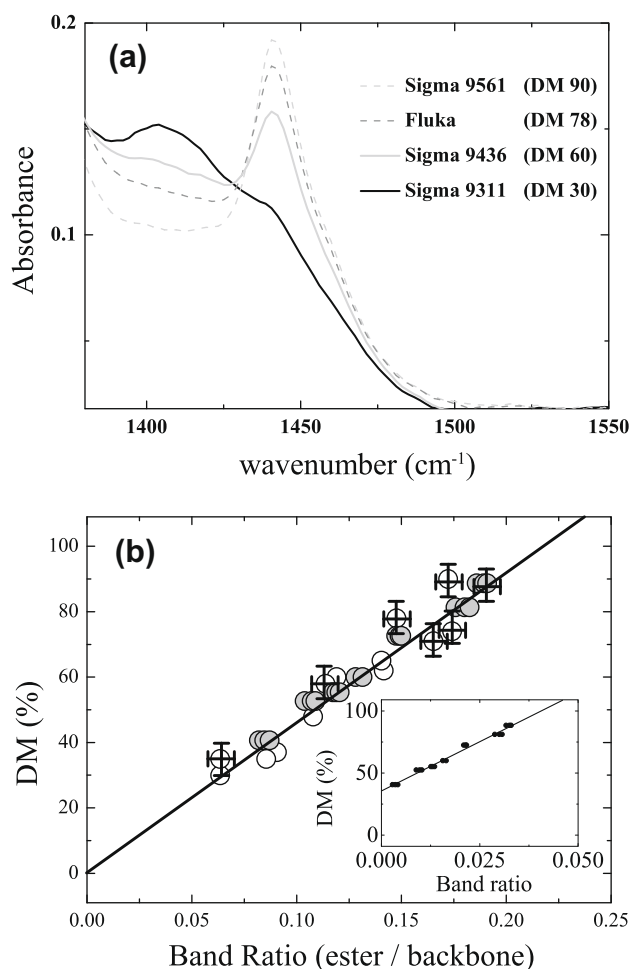 0.2
(a)
Sigma 9561 (DM 90)
Fluka (DM 78)
Sigma 9436 (DM 60)
Sigma 9311 (DM 30)
0.1
Absorbance
1400 1450 1500 1550
wavenumber (cm-1)
(b)
100
80
60
40
20
0
DM (%)
100
50
0
DM (%)
0.000 0.025 0.050
Band ratio
0.00 0.05 0.10 0.15 0.20 0.25
Band Ratio (ester / backbone)